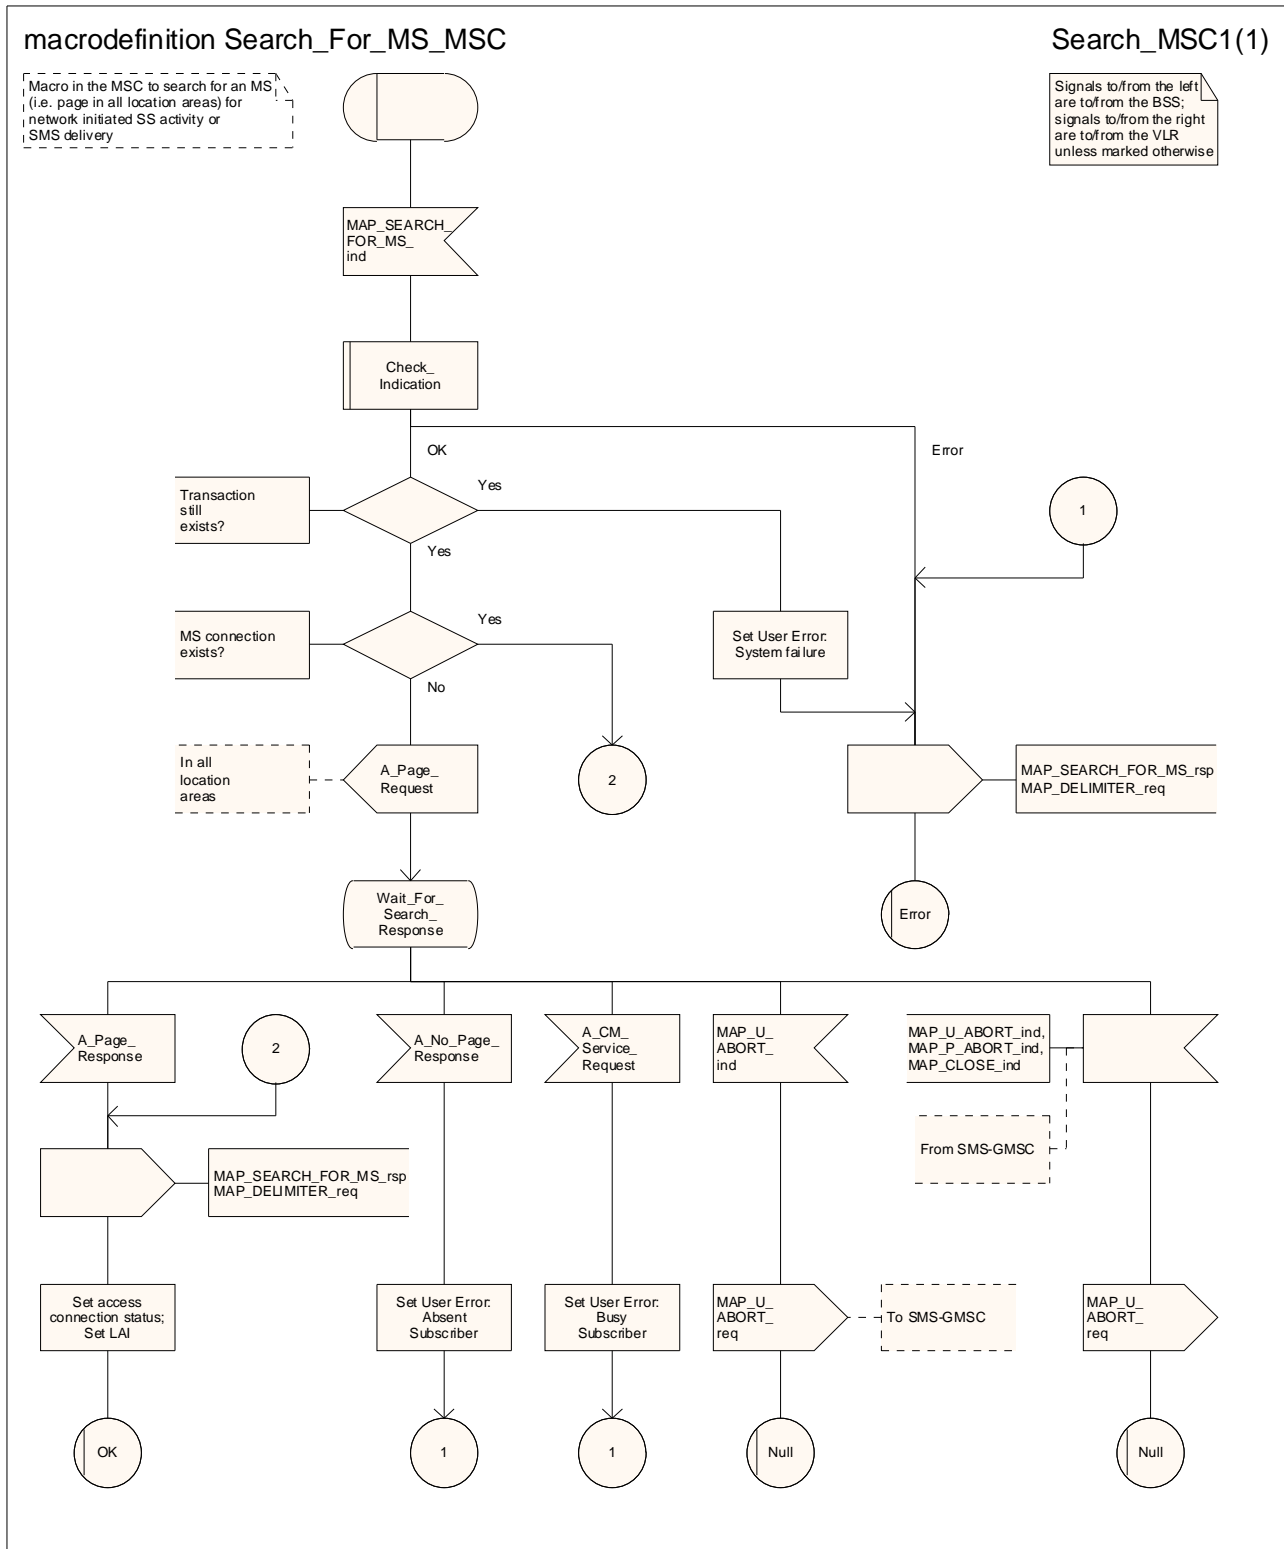 macrodefinition Search_For_MS_MSC
Search_MSC1(1)
Macro in the MSC to search for an MS
(i.e. page in all location areas) for
network initiated SS activity or
SMS delivery
Signals to/from the left
are to/from the BSS;
signals to/from the right
are to/from the VLR
unless marked otherwise
MAP_SEARCH_
FOR_MS_
ind
Check_
Indication
OK
Error
Transaction
still
exists?
Yes
1
Yes
MS connection
exists?
Yes
Set User Error:
System failure
No
In all
location
areas
A_Page_
Request
2
MAP_SEARCH_FOR_MS_rsp
MAP_DELIMITER_req
Wait_For_
Search_
Response
Error
A_Page_
Response
2
A_No_Page_
Response
A_CM_
Service_
Request
MAP_U_
ABORT_
ind
MAP_U_ABORT_ind,
MAP_P_ABORT_ind,
MAP_CLOSE_ind
From SMS-GMSC
MAP_SEARCH_FOR_MS_rsp
MAP_DELIMITER_req
Set access
connection status;
Set LAI
Set User Error:
Absent
Subscriber
Set User Error:
Busy
Subscriber
MAP_U_
ABORT_
req
To SMS-GMSC
MAP_U_
ABORT_
req
OK
1
1
Null
Null